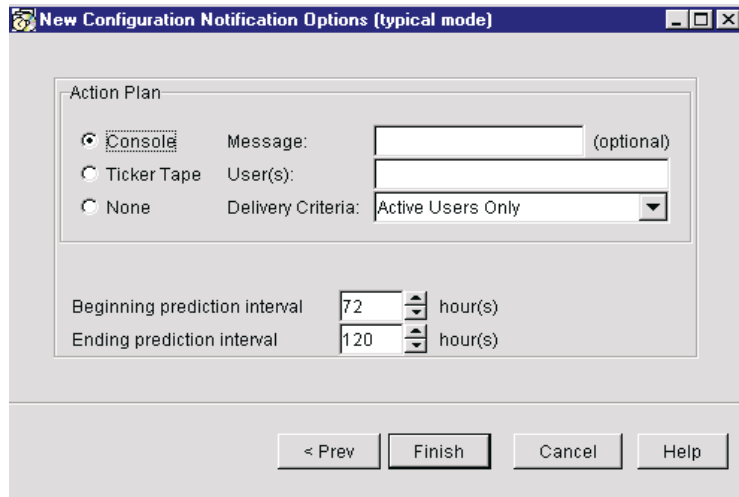 New Configuration Notification Options (typical mode)
Action Plan
Console Message: (optional)
Ticker Tape User(s):
None Delivery Criteria: Active Users Only
Beginning prediction interval 72 hour(s)
Ending prediction interval 120 hour(s)
< Prev Finish Cancel Help